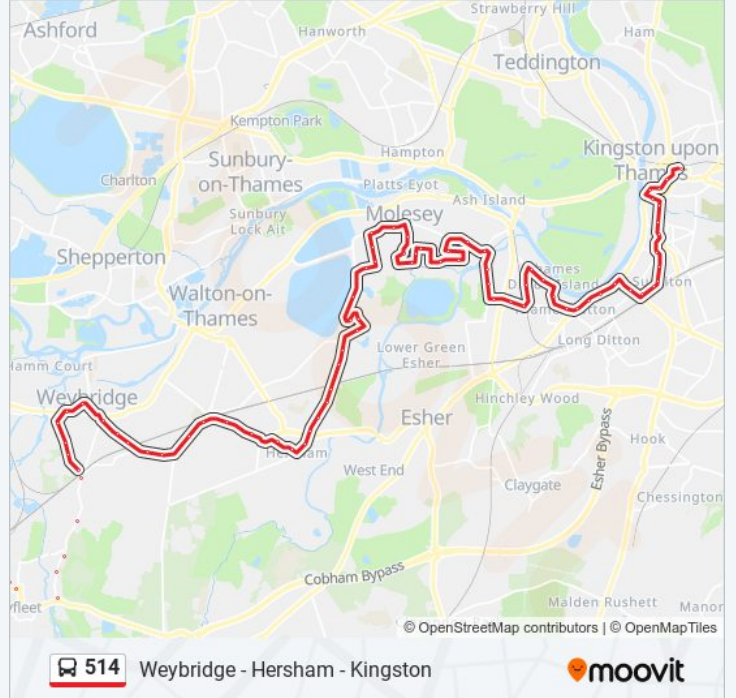 Strawberry Hill
Ashford
Hanworth
Ham
Teddington
Kempton Park
Kingston upon
Thames
Hampton
Sunbury-
on-Thames
Charlton
Platts Eyot
Ash Island
Molesey
Sunbury
Lock Ait
Shepperton
Walton-on-
Thames
Long Ditton
Lower Green
Esher
Hamm Court
Weybridge
Hinchley Wood
Esher
Hook
Esher Bypass
Hersham
West End
Claygate
Chessington
Cobham Bypass
yfleet
Malden Rushett
Manor
© OpenStreetMap contributors | © OpenMapTiles
514 Weybridge - Hersham - Kingston
moovit